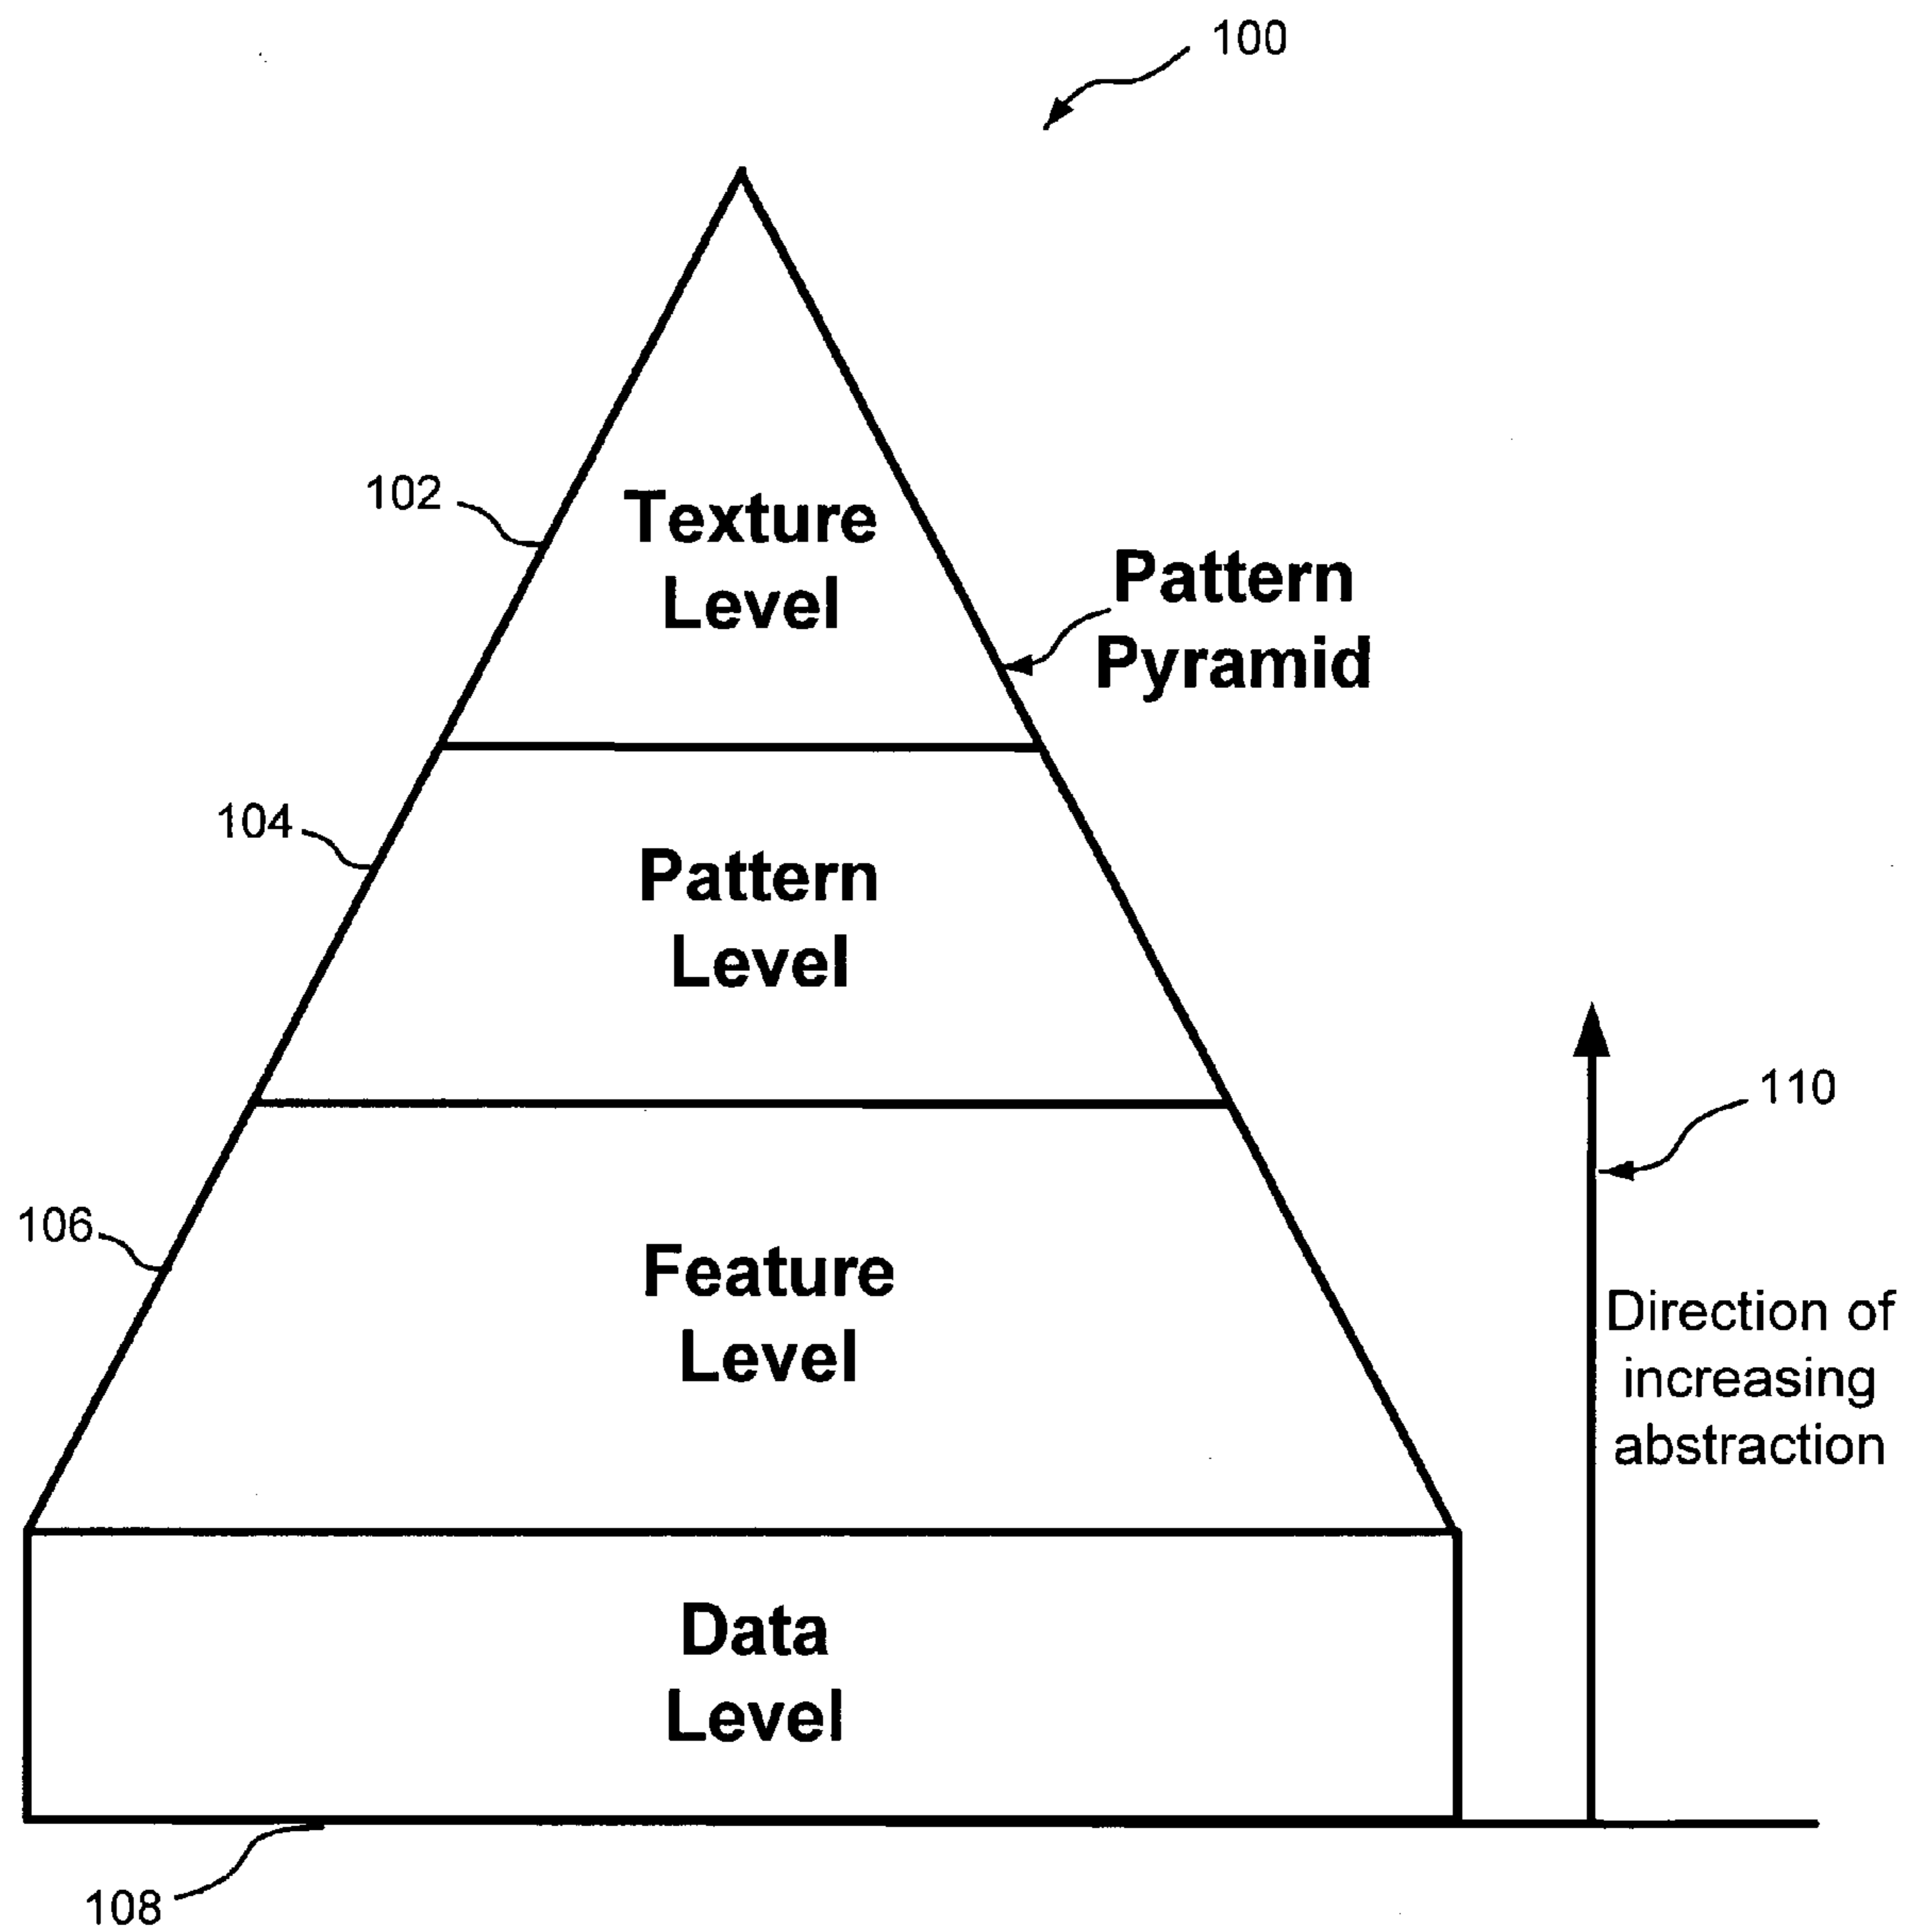 100
102
Texture
Level
Pattern
Pyramid
104
Pattern
Level
110
106
Feature
Level
Direction of
increasing
abstraction
Data
Level
108